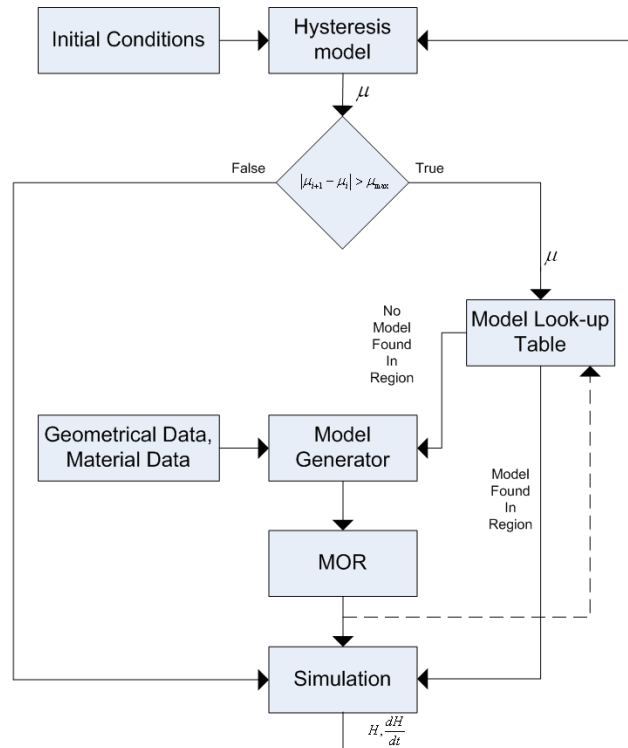 Initial Conditions
Hysteresis
model
μ
False
|μᵢ₊₁ − μᵢ| > μₘₐₓ
True
μ
No
Model
Found
In
Region
Model Look-up
Table
Geometrical Data,
Material Data
Model
Generator
Model
Found
In
Region
MOR
Simulation
H, dH/dt